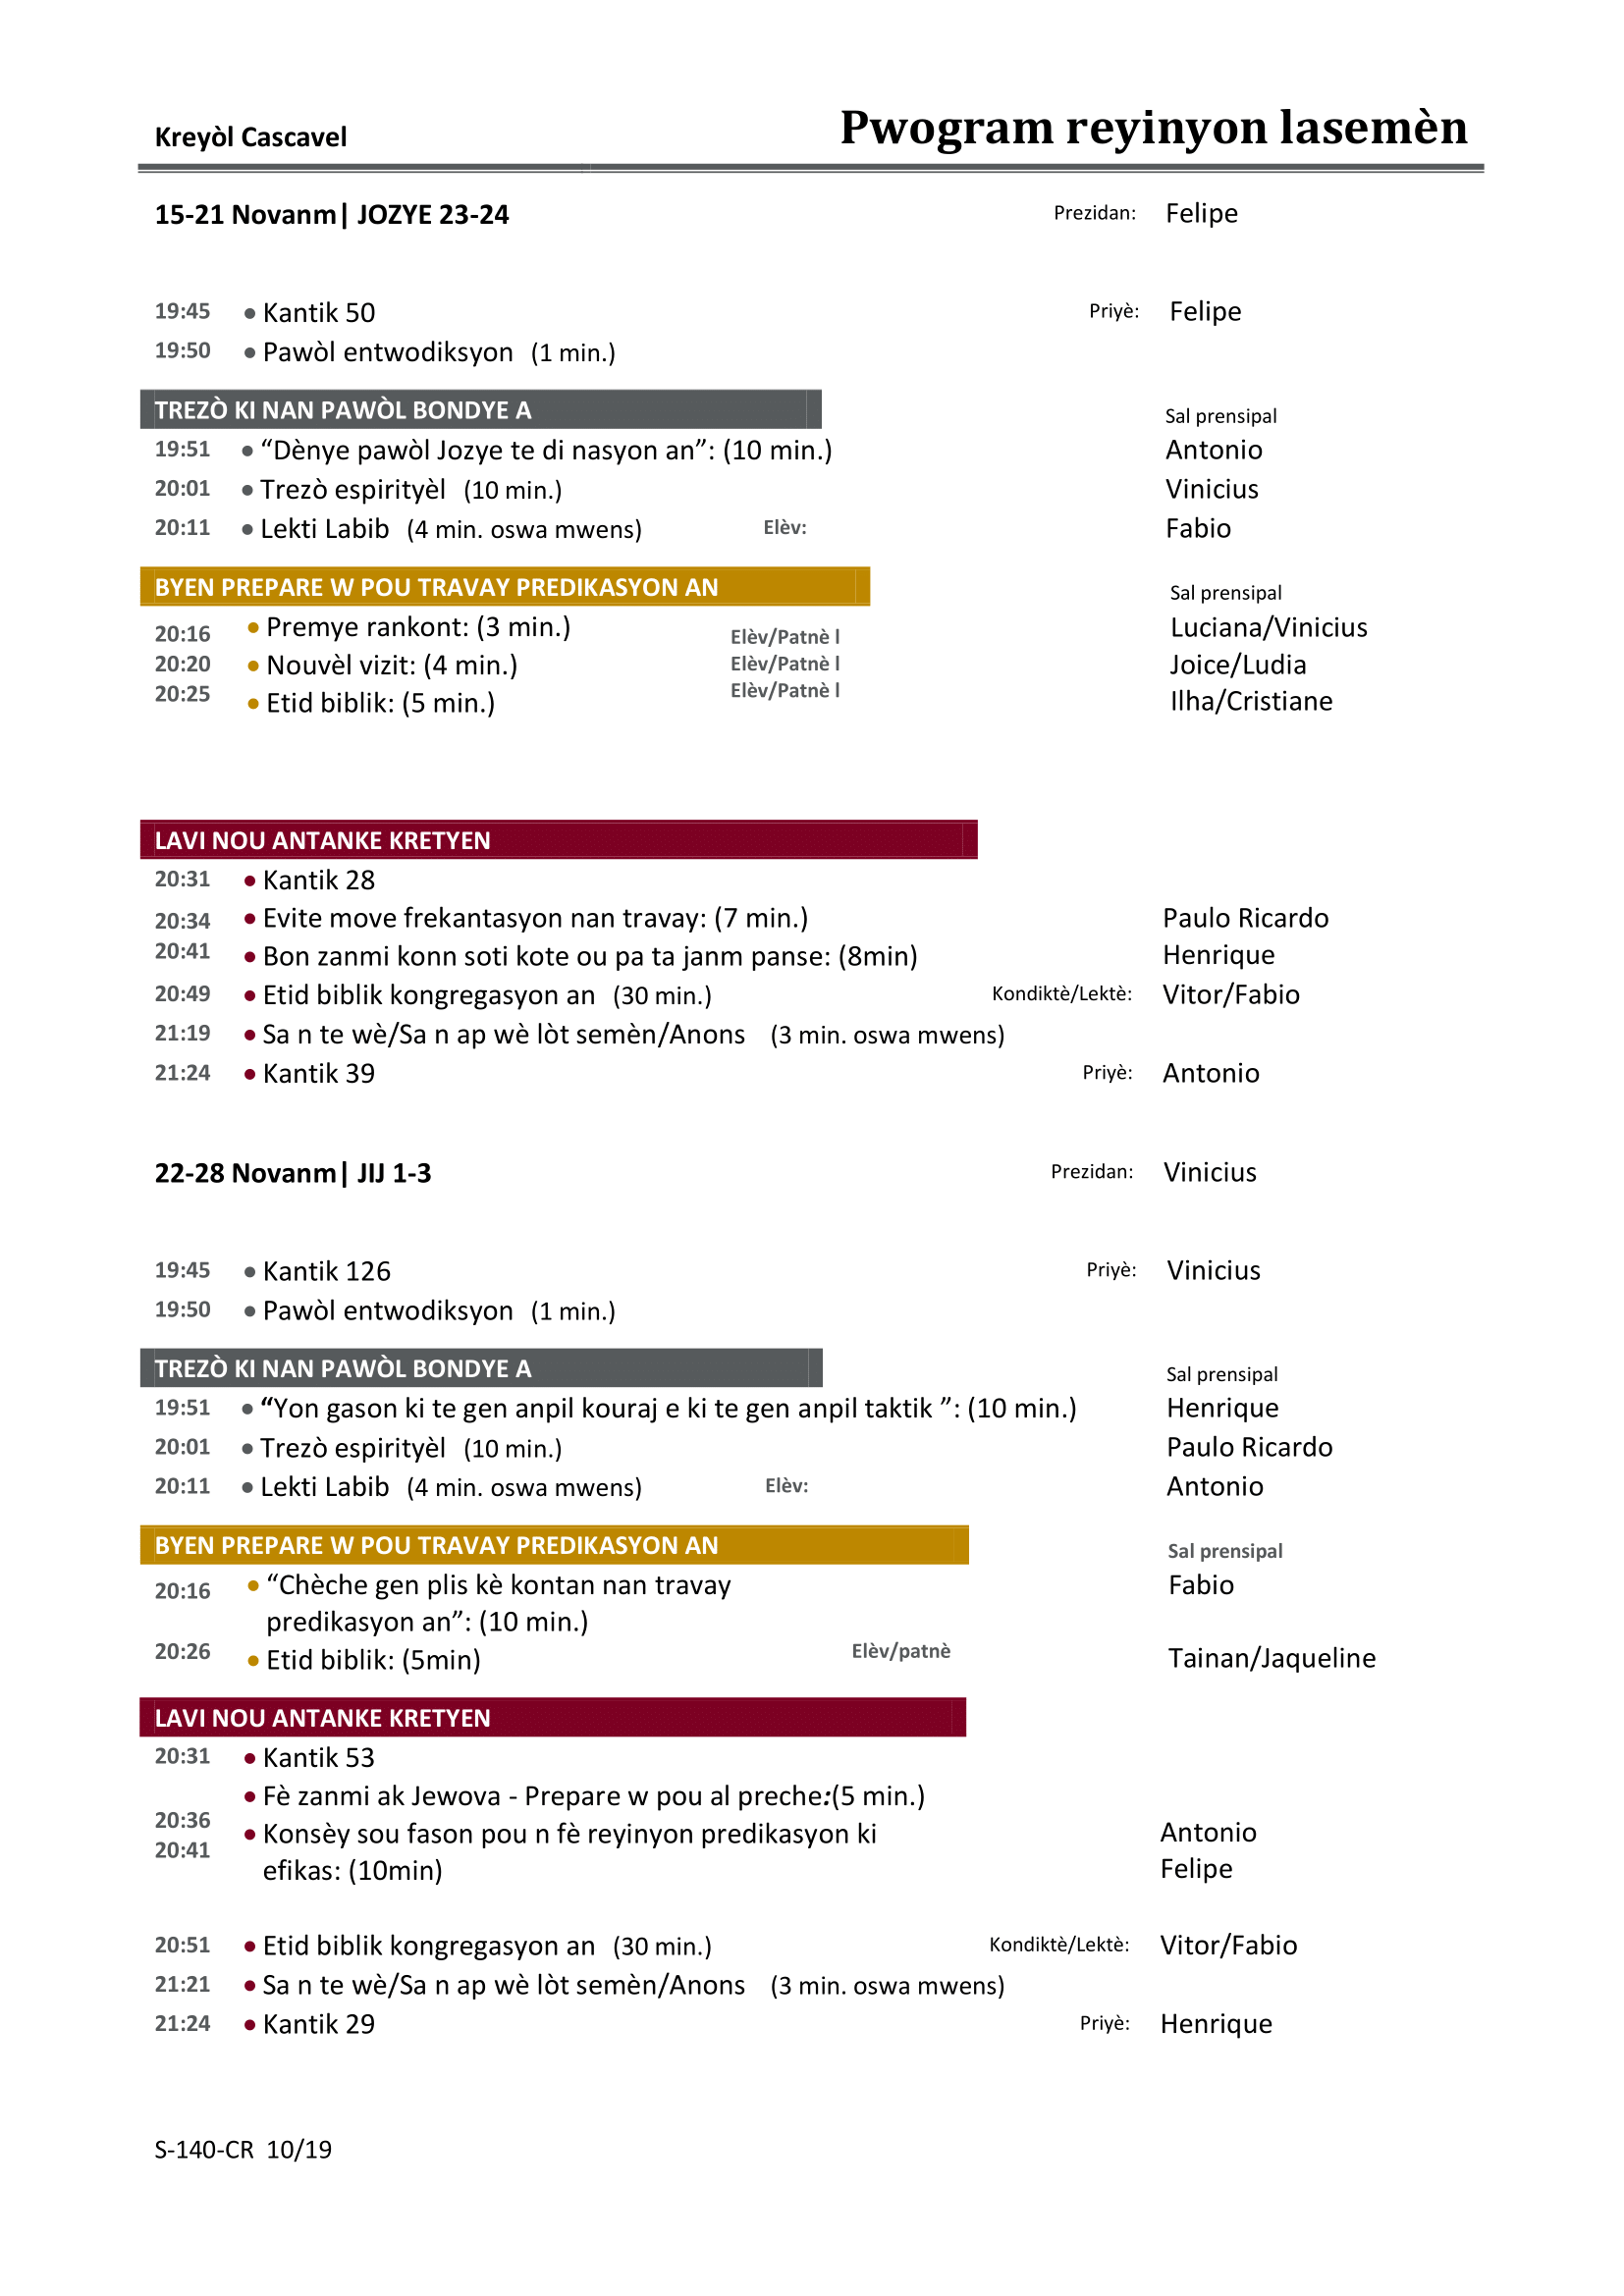 Kreyòl Cascavel Pwogram reyinyon lasemèn
15-21 Novanm| JOZYE 23-24 Prezidan: Felipe
19:45 • Kantik 50 Priyè: Felipe
19:50 • Pawòl entwodiksyon (1 min.)
TREZÒ KI NAN PAWÒL BONDYE A Sal prensipal
19:51 • “Dènye pawòl Jozye te di nasyon an”: (10 min.) Antonio
20:01 • Trezò espirityèl (10 min.) Vinicius
20:11 • Lekti Labib (4 min. oswa mwens) Elèv: Fabio
BYEN PREPARE W POU TRAVAY PREDIKASYON AN Sal prensipal
20:16 • Premye rankont: (3 min.) Elèv/Patnè l Luciana/Vinicius
20:20 • Nouvèl vizit: (4 min.) Elèv/Patnè l Joice/Ludia
20:25 • Etid biblik: (5 min.) Elèv/Patnè l Ilha/Cristiane
LAVI NOU ANTANKE KRETYEN
20:31 • Kantik 28
20:34 • Evite move frekantasyon nan travay: (7 min.) Paulo Ricardo
20:41 • Bon zanmi konn soti kote ou pa ta janm panse: (8min) Henrique
20:49 • Etid biblik kongregasyon an (30 min.) Kondiktè/Lektè: Vitor/Fabio
21:19 • Sa n te wè/Sa n ap wè lòt semèn/Anons (3 min. oswa mwens)
21:24 • Kantik 39 Priyè: Antonio
22-28 Novanm| JIJ 1-3 Prezidan: Vinicius
19:45 • Kantik 126 Priyè: Vinicius
19:50 • Pawòl entwodiksyon (1 min.)
TREZÒ KI NAN PAWÒL BONDYE A Sal prensipal
19:51 • “Yon gason ki te gen anpil kouraj e ki te gen anpil taktik ”: (10 min.) Henrique
20:01 • Trezò espirityèl (10 min.) Paulo Ricardo
20:11 • Lekti Labib (4 min. oswa mwens) Elèv: Antonio
BYEN PREPARE W POU TRAVAY PREDIKASYON AN Sal prensipal
20:16 • “Chèche gen plis kè kontan nan travay Fabio
predikasyon an”: (10 min.)
20:26 • Etid biblik: (5min) Elèv/patnè Tainan/Jaqueline
LAVI NOU ANTANKE KRETYEN
20:31 • Kantik 53
• Fè zanmi ak Jewova - Prepare w pou al preche:(5 min.)
20:36 • Konsèy sou fason pou n fè reyinyon predikasyon ki Antonio
20:41 efikas: (10min) Felipe
20:51 • Etid biblik kongregasyon an (30 min.) Kondiktè/Lektè: Vitor/Fabio
21:21 • Sa n te wè/Sa n ap wè lòt semèn/Anons (3 min. oswa mwens)
21:24 • Kantik 29 Priyè: Henrique
S-140-CR 10/19